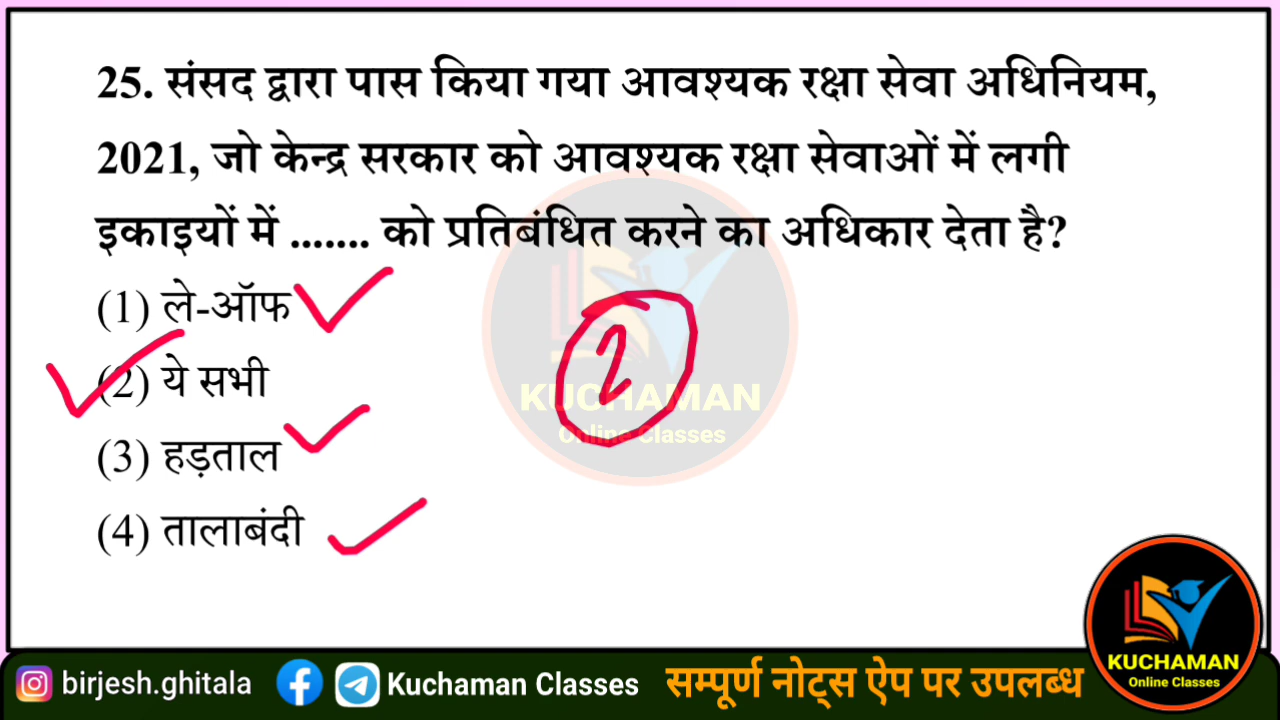 25. संसद द्वारा पास किया गया आवश्यक रक्षा सेवा अधिनियम,
2021, जो केन्द्र सरकार को आवश्यक रक्षा सेवाओं में लगी
इकाइयों में ....... को प्रतिबंधित करने का अधिकार देता है?
(1) ले-ऑफ
(2) ये सभी
(3) हड़ताल
(4) तालाबंदी
2
KUCHAMAN
Online Classes
birjesh.ghitala
Kuchaman Classes
सम्पूर्ण नोट्स ऐप पर उपलब्ध
KUCHAMAN
Online Classes